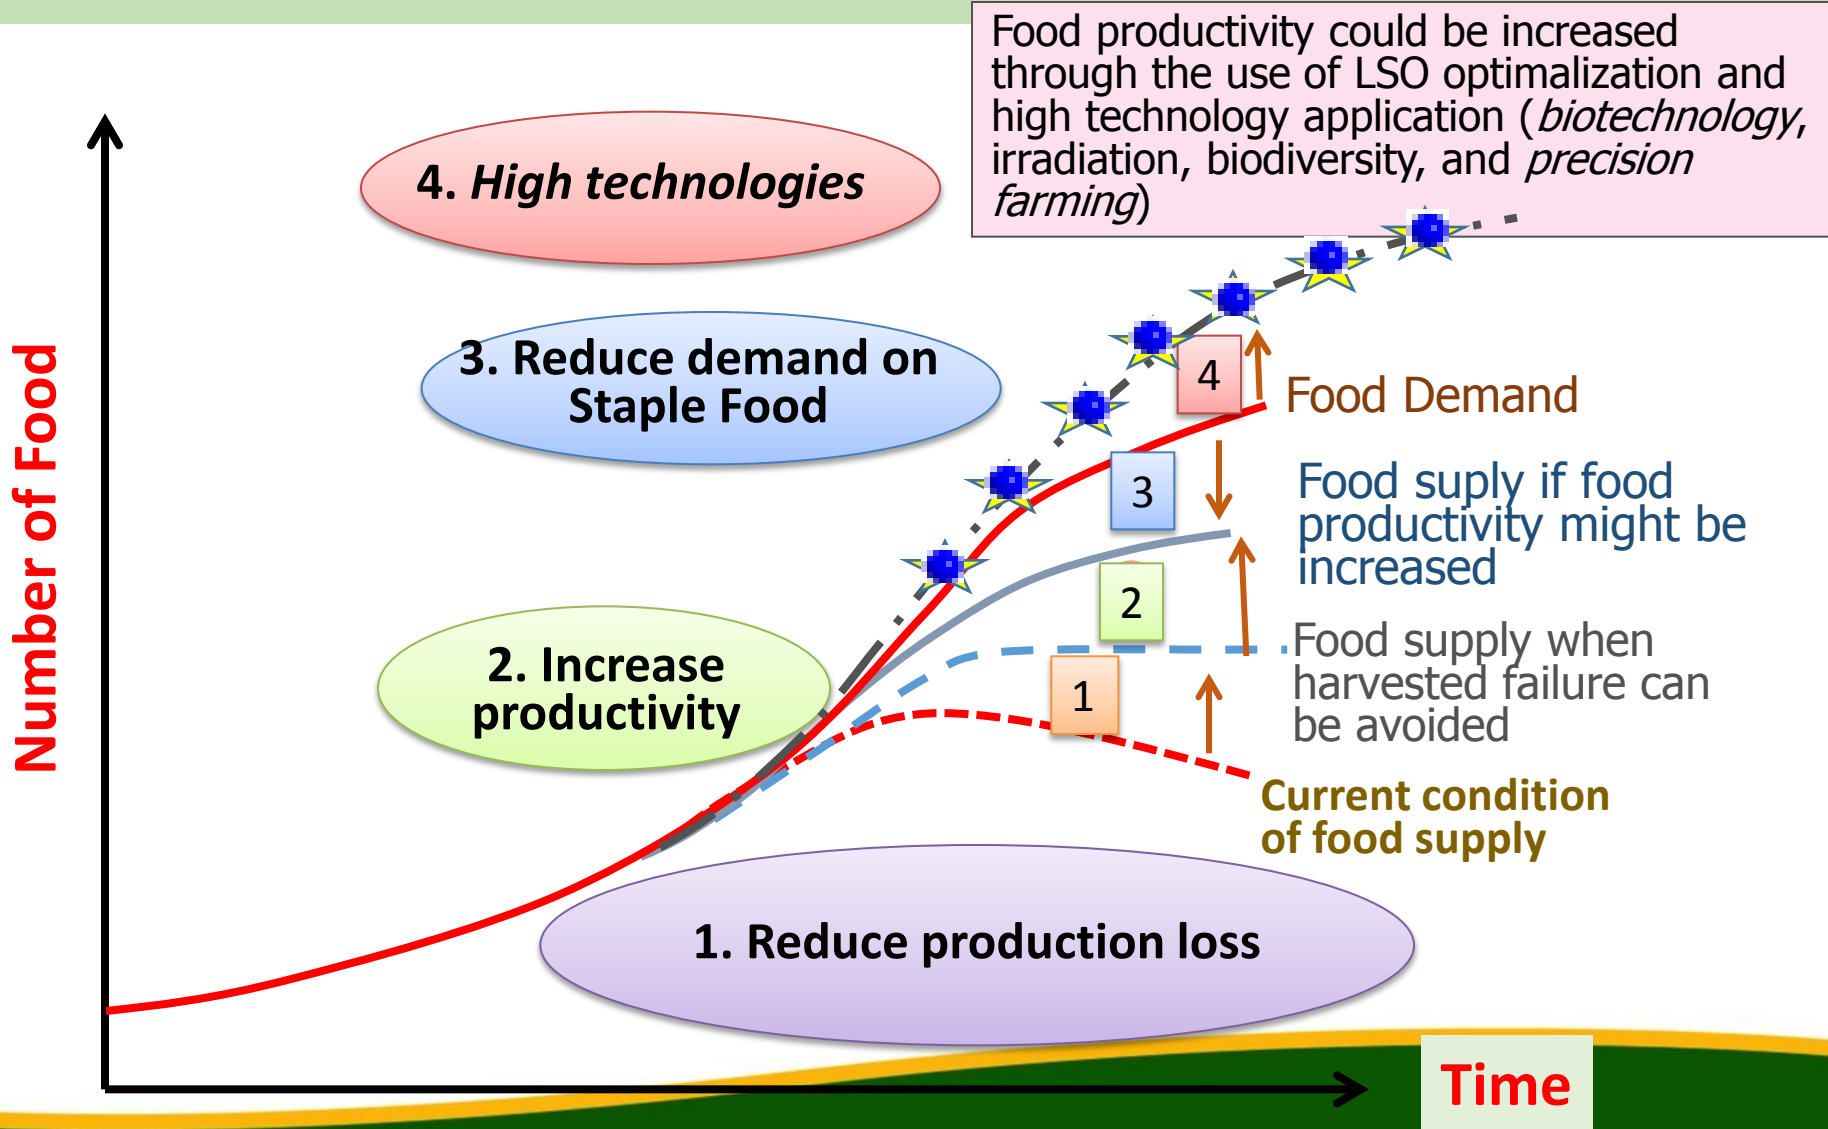 Food productivity could be increased
through the use of LSO optimalization and
high technology application (biotechnology,
irradiation, biodiversity, and precision
farming)
4. High technologies
3. Reduce demand on
Staple Food
4
Food Demand
3
Food suply if food
productivity might be
increased
2
2. Increase
productivity
Food supply when
harvested failure can
be avoided
1
Current condition
of food supply
1. Reduce production loss
Number of Food
Time